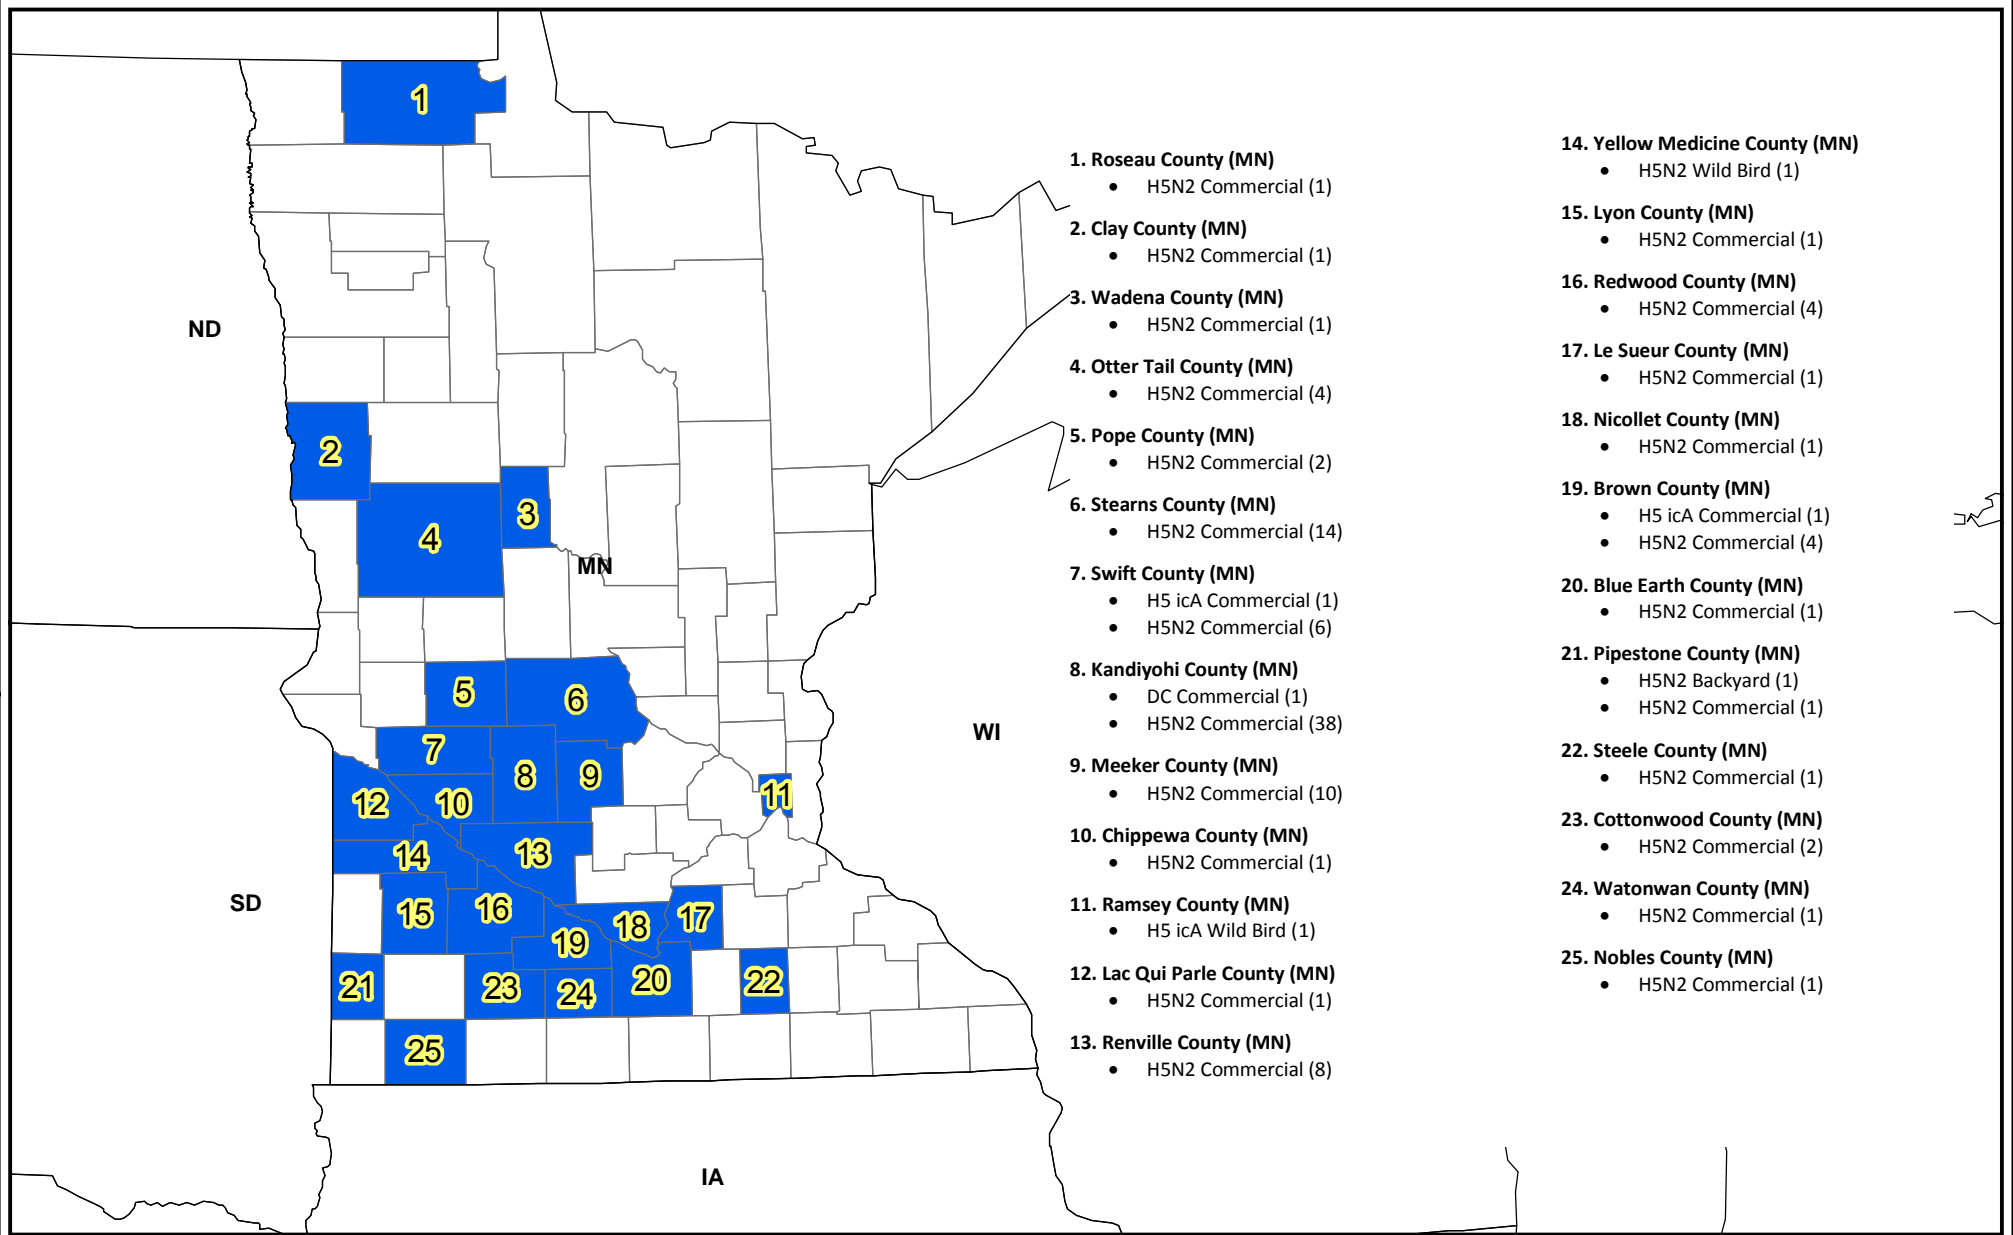 1
2
3
4
5
6
7
8
9
10
11
12
13
14
15
16
17
18
19
20
21
22
23
24
25
ND
MN
WI
SD
IA
1. Roseau County (MN)
• H5N2 Commercial (1)
2. Clay County (MN)
• H5N2 Commercial (1)
3. Wadena County (MN)
• H5N2 Commercial (1)
4. Otter Tail County (MN)
• H5N2 Commercial (4)
5. Pope County (MN)
• H5N2 Commercial (2)
6. Stearns County (MN)
• H5N2 Commercial (14)
7. Swift County (MN)
• H5 icA Commercial (1)
• H5N2 Commercial (6)
8. Kandiyohi County (MN)
• DC Commercial (1)
• H5N2 Commercial (38)
9. Meeker County (MN)
• H5N2 Commercial (10)
10. Chippewa County (MN)
• H5N2 Commercial (1)
11. Ramsey County (MN)
• H5 icA Wild Bird (1)
12. Lac Qui Parle County (MN)
• H5N2 Commercial (1)
13. Renville County (MN)
• H5N2 Commercial (8)
14. Yellow Medicine County (MN)
• H5N2 Wild Bird (1)
15. Lyon County (MN)
• H5N2 Commercial (1)
16. Redwood County (MN)
• H5N2 Commercial (4)
17. Le Sueur County (MN)
• H5N2 Commercial (1)
18. Nicollet County (MN)
• H5N2 Commercial (1)
19. Brown County (MN)
• H5 icA Commercial (1)
• H5N2 Commercial (4)
20. Blue Earth County (MN)
• H5N2 Commercial (1)
21. Pipestone County (MN)
• H5N2 Backyard (1)
• H5N2 Commercial (1)
22. Steele County (MN)
• H5N2 Commercial (1)
23. Cottonwood County (MN)
• H5N2 Commercial (2)
24. Watonwan County (MN)
• H5N2 Commercial (1)
25. Nobles County (MN)
• H5N2 Commercial (1)